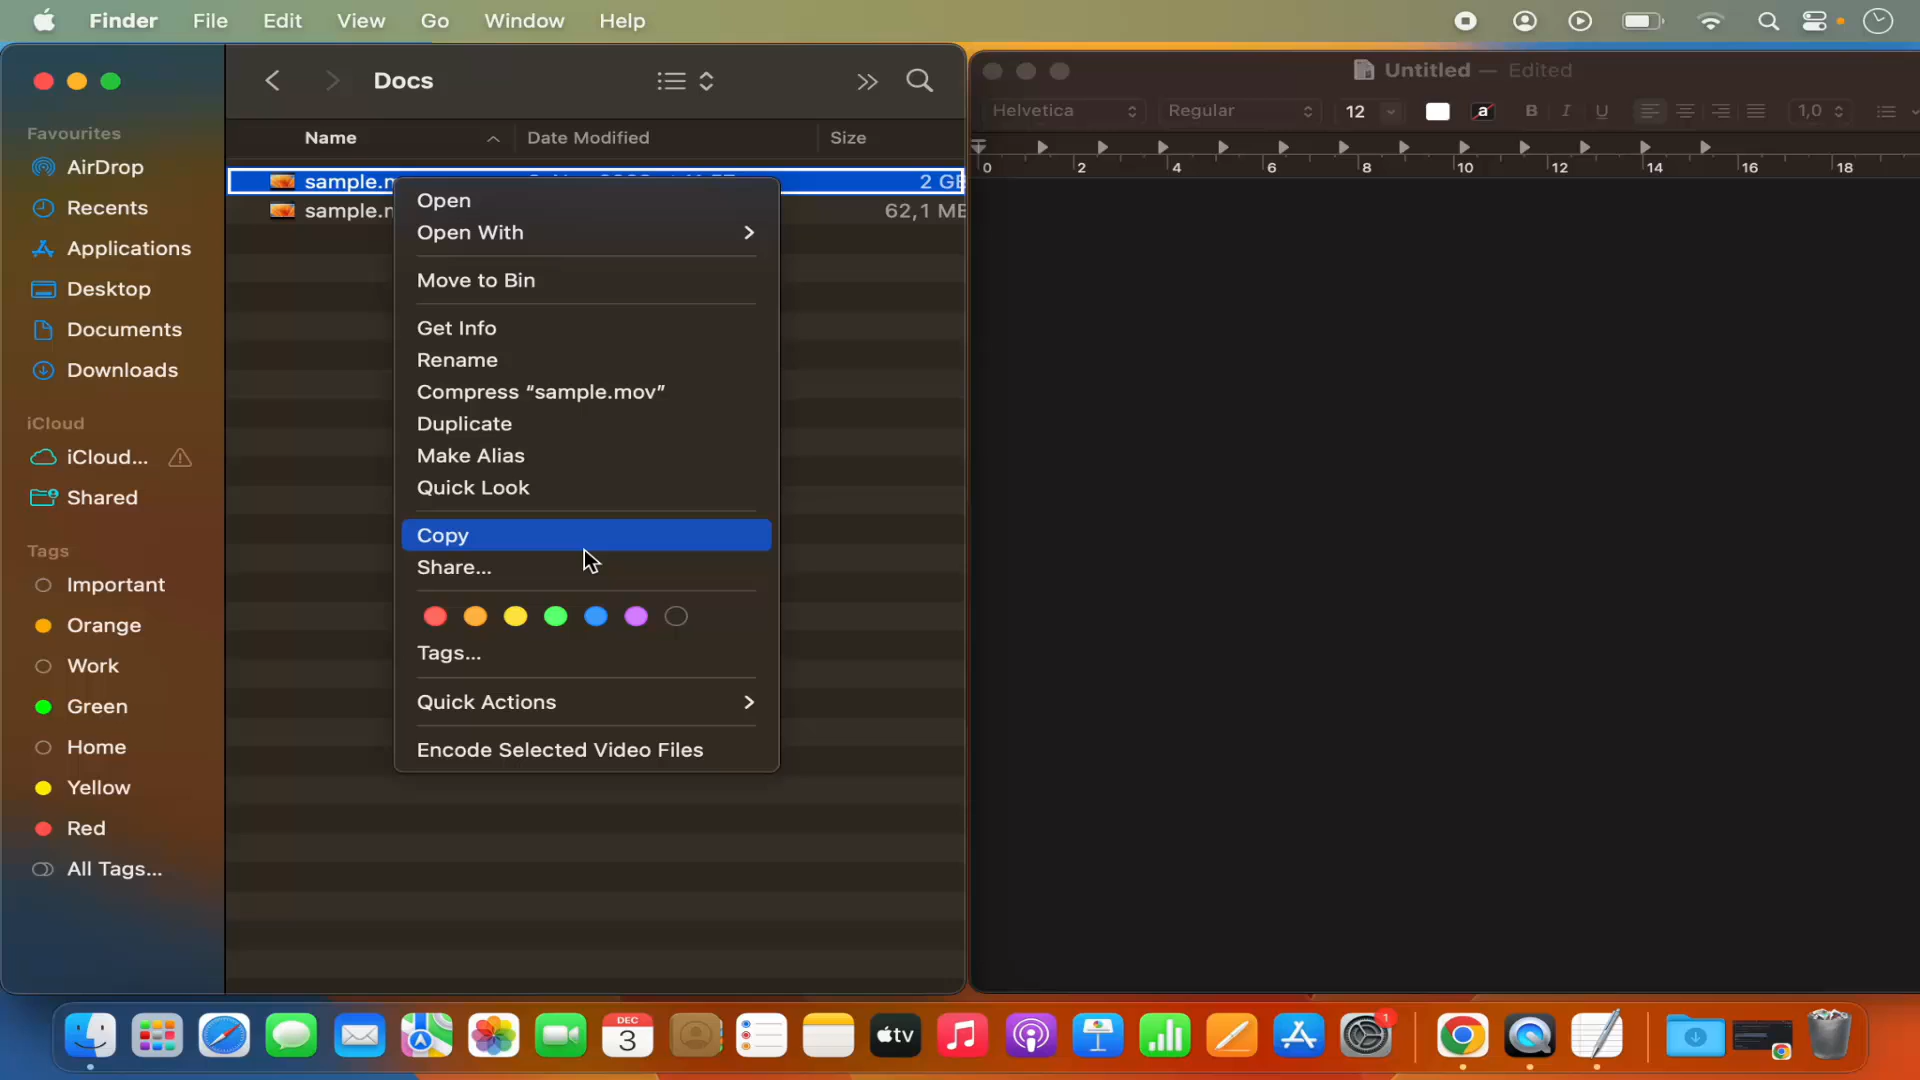 Finder File Edit View Go Window Help
Docs
Favourites
AirDrop
Recents
Applications
Desktop
Documents
Downloads
iCloud
iCloud...
Shared
Tags
Important
Orange
Work
Green
Home
Yellow
Red
All Tags...
Name Date Modified Size
2 GB
62,1 MB
Open
Open With
Move to Bin
Get Info
Rename
Compress “sample.mov”
Duplicate
Make Alias
Quick Look
Copy
Share...
Tags...
Quick Actions
Encode Selected Video Files
Untitled — Edited
Helvetica Regular 12 a B I U 1,0
0 2 4 6 8 10 12 14 16 18
DEC
3
tv
1